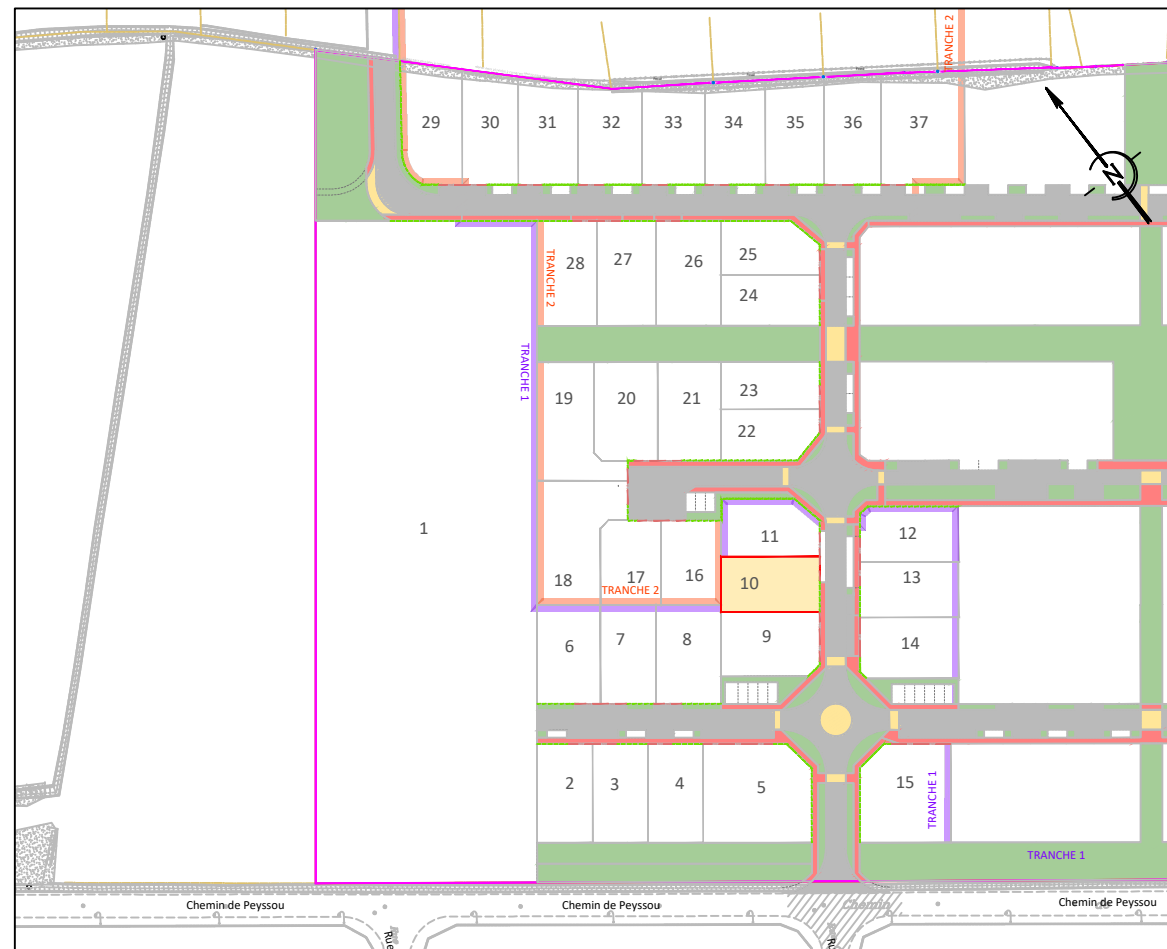 TRANCHE 2
29 30 31 32 33 34 35 36 37
N
28 27 26 25
24
TRANCHE 2
TRANCHE 1
19 20 21 23
22
1
11 12
18 17 16 10 13
TRANCHE 2
6 7 8 9 14
2 3 4 5 15
TRANCHE 1
TRANCHE 1
Chemin de Peyssou
Chemin de Peyssou
Chemin de Peyssou
Chemin
Rue